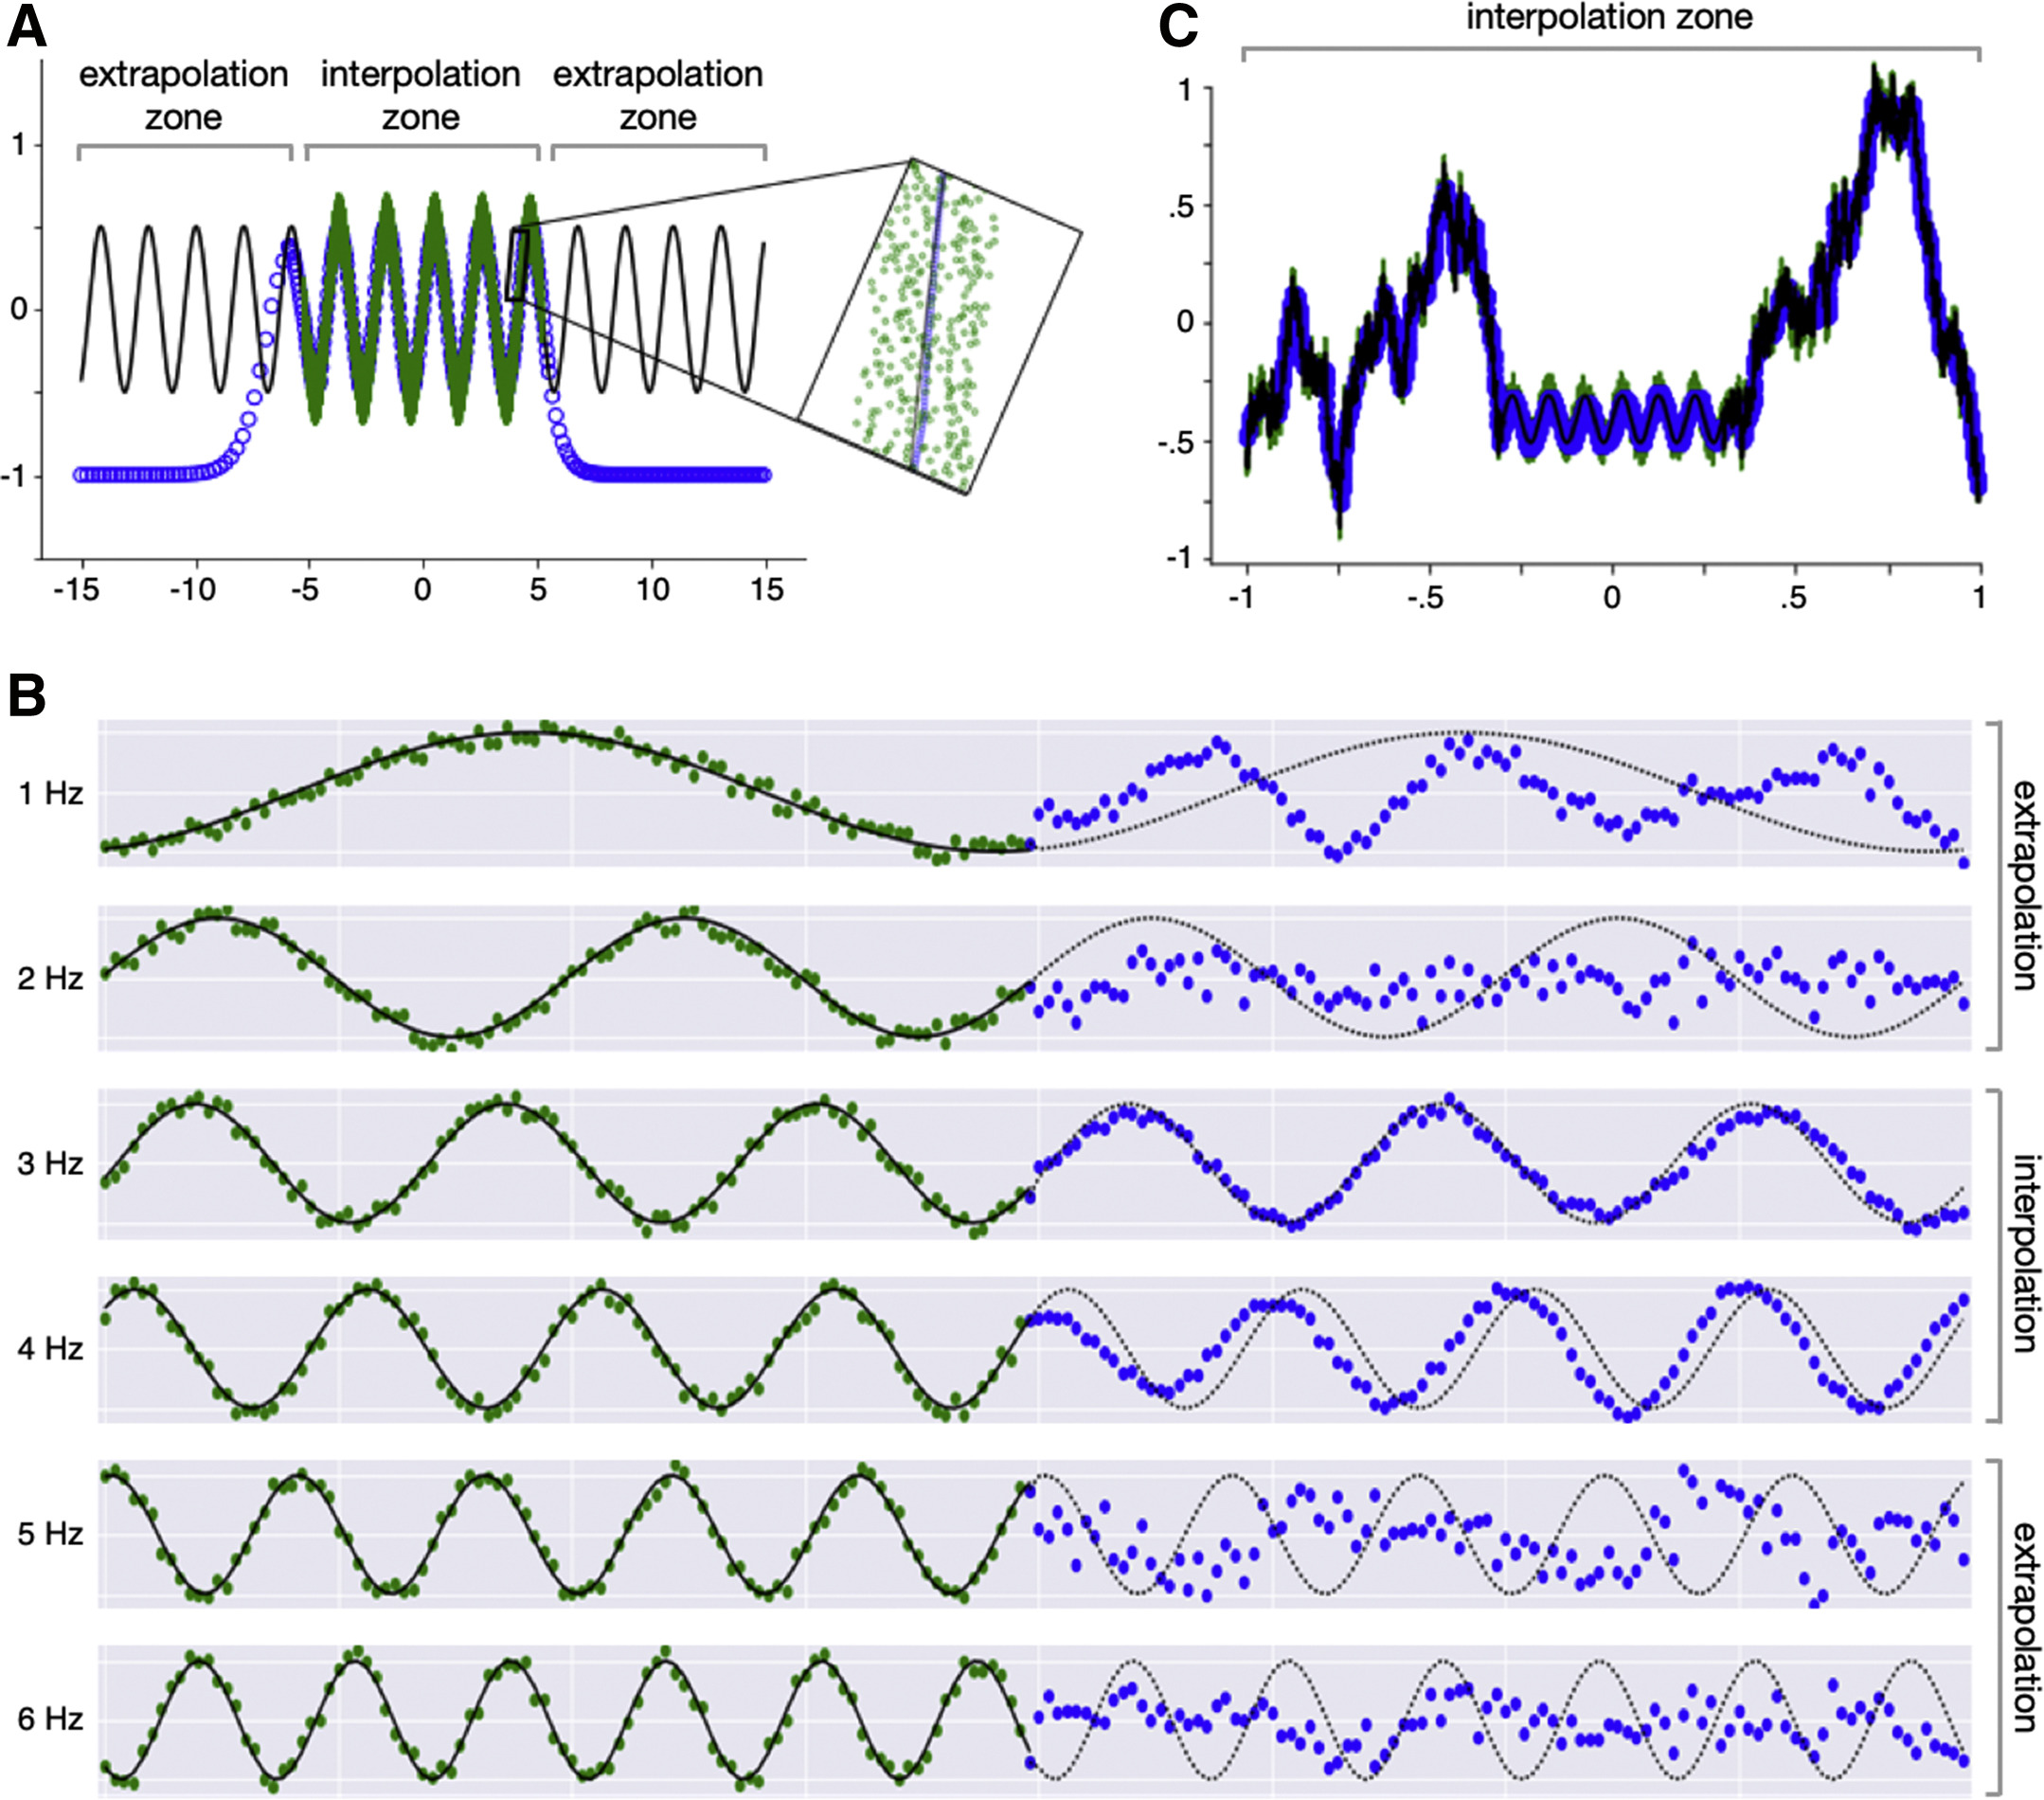 A
extrapolation zone
interpolation zone
extrapolation zone
1
0
-1
-15 -10 -5 0 5 10 15
C
interpolation zone
1
.5
0
-.5
-1
-1 -.5 0 .5 1
B
1 Hz
2 Hz
extrapolation
3 Hz
4 Hz
interpolation
5 Hz
6 Hz
extrapolation